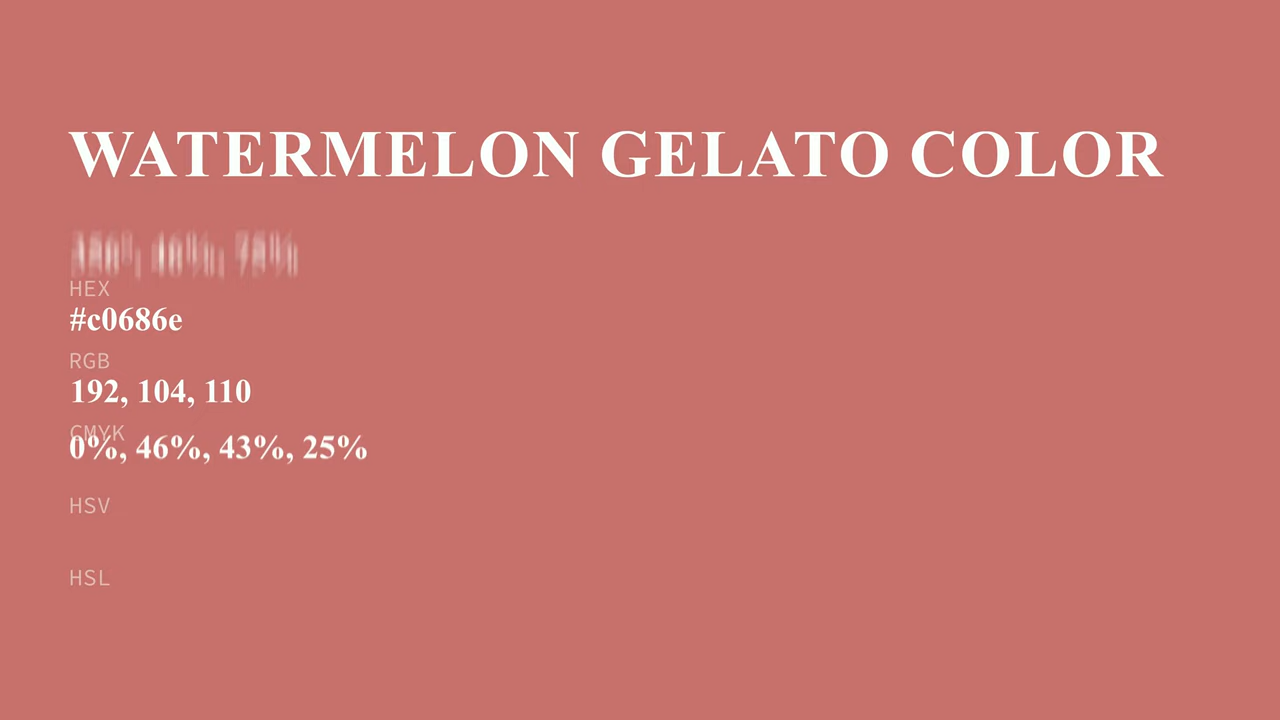 WATERMELON GELATO COLOR
HEX
#c0686e
RGB
192, 104, 110
CMYK
0%, 46%, 43%, 25%
HSV
HSL